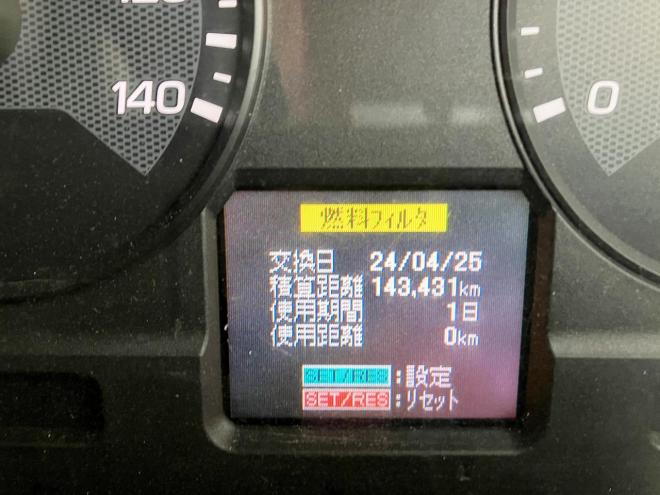 140
0
燃料フィルタ
交換日 24/04/25
積算距離 143,431km
使用期間 1日
使用距離 0km
SET/RES:設定
SET/RES:リセット